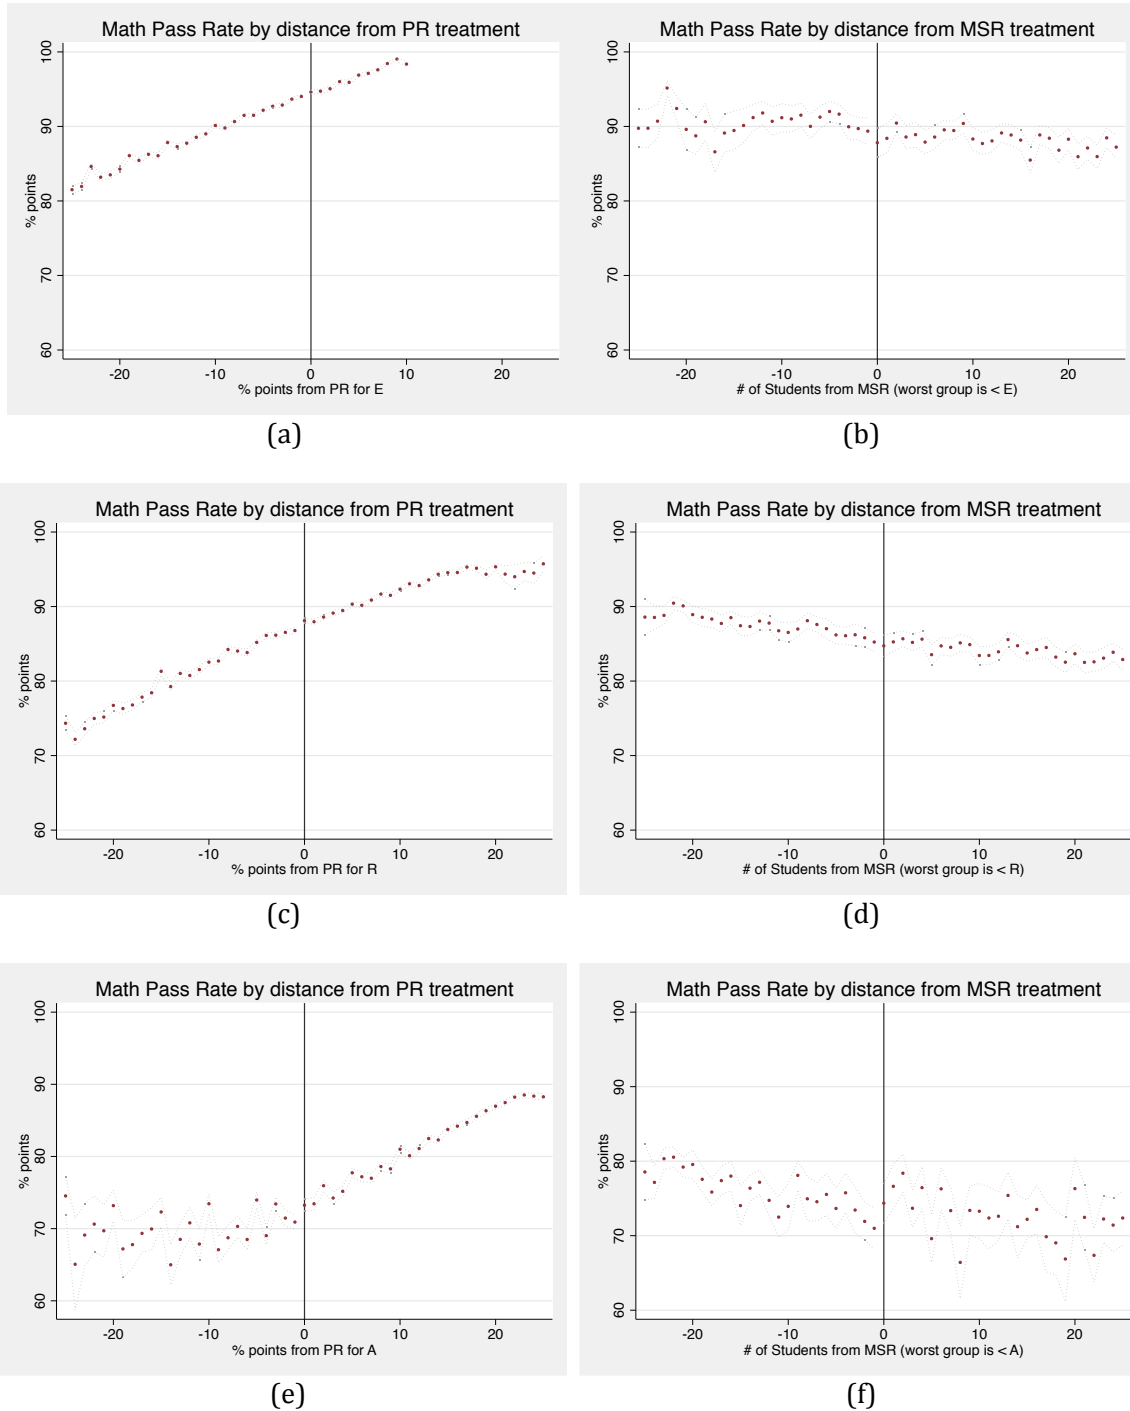 Math Pass Rate by distance from PR treatment
% points
100
90
80
70
60
-20
-10
0
10
20
% points from PR for E
(a)
Math Pass Rate by distance from MSR treatment
% points
100
90
80
70
60
-20
-10
0
10
20
# of Students from MSR (worst group is < E)
(b)
Math Pass Rate by distance from PR treatment
% points
100
90
80
70
60
-20
-10
0
10
20
% points from PR for R
(c)
Math Pass Rate by distance from MSR treatment
% points
100
90
80
70
60
-20
-10
0
10
20
# of Students from MSR (worst group is < R)
(d)
Math Pass Rate by distance from PR treatment
% points
100
90
80
70
60
-20
-10
0
10
20
% points from PR for A
(e)
Math Pass Rate by distance from MSR treatment
% points
100
90
80
70
60
-20
-10
0
10
20
# of Students from MSR (worst group is < A)
(f)